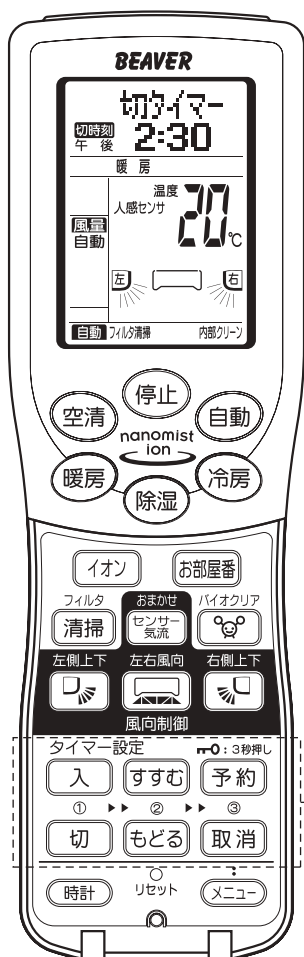 BEAVER
切タイマー
切時刻
午後 2:30
暖房
温度
人感センサ 20℃
風量
自動
左 右
自動 フィルタ清掃 内部クリーン
停止
空清 自動
nanomist
ion
暖房 冷房
除湿
イオン お部屋番
フィルタ おまかせ バイオクリア
清掃 センサー
気流
左側上下 左右風向 右側上下
風向制御
タイマー設定 :3秒押し
入 すすむ 予約
① ▶▶ ② ▶▶ ③
切 もどる 取消
時計 リセット メニュー